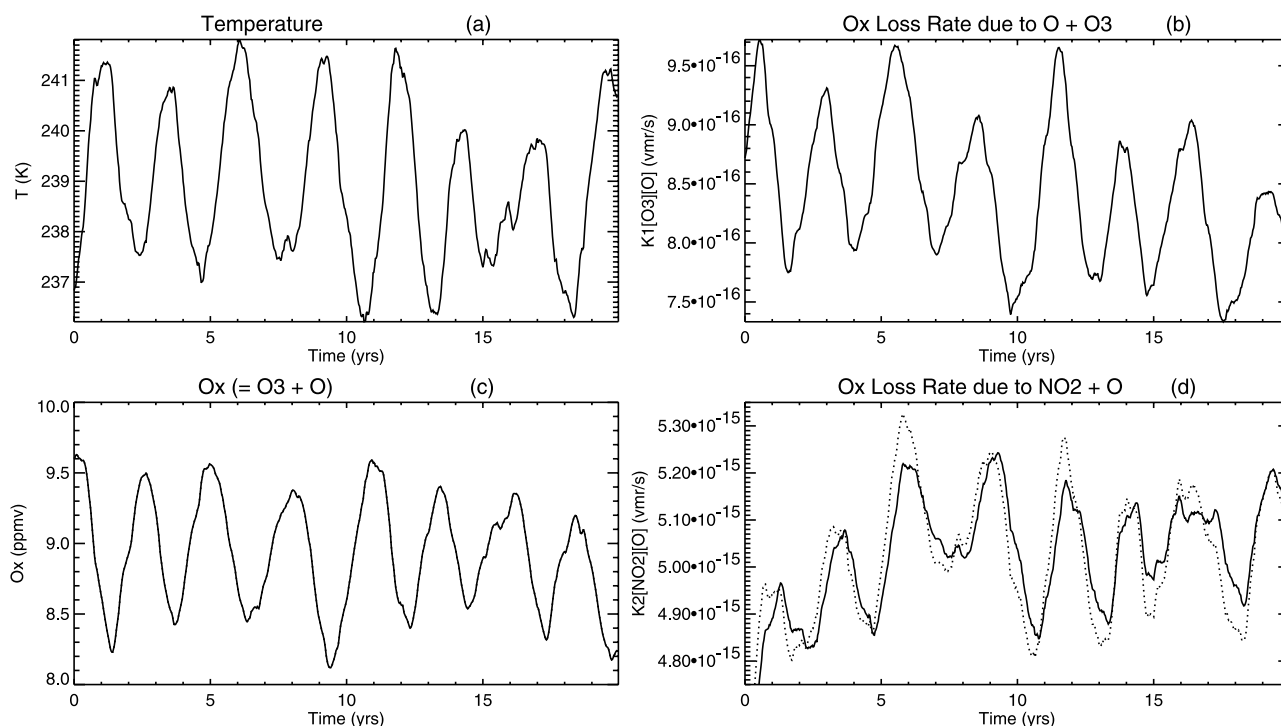 Temperature (a)
T (K)
241
240
239
238
237
0 5 10 15
Time (yrs)
Ox Loss Rate due to O + O3 (b)
K1[O3][O] (vmr/s)
9.5•10-16
9.0•10-16
8.5•10-16
8.0•10-16
7.5•10-16
0 5 10 15
Time (yrs)
Ox (= O3 + O) (c)
Ox (ppmv)
10.0
9.5
9.0
8.5
8.0
0 5 10 15
Time (yrs)
Ox Loss Rate due to NO2 + O (d)
K2[NO2][O] (vmr/s)
5.30•10-15
5.20•10-15
5.10•10-15
5.00•10-15
4.90•10-15
4.80•10-15
0 5 10 15
Time (yrs)